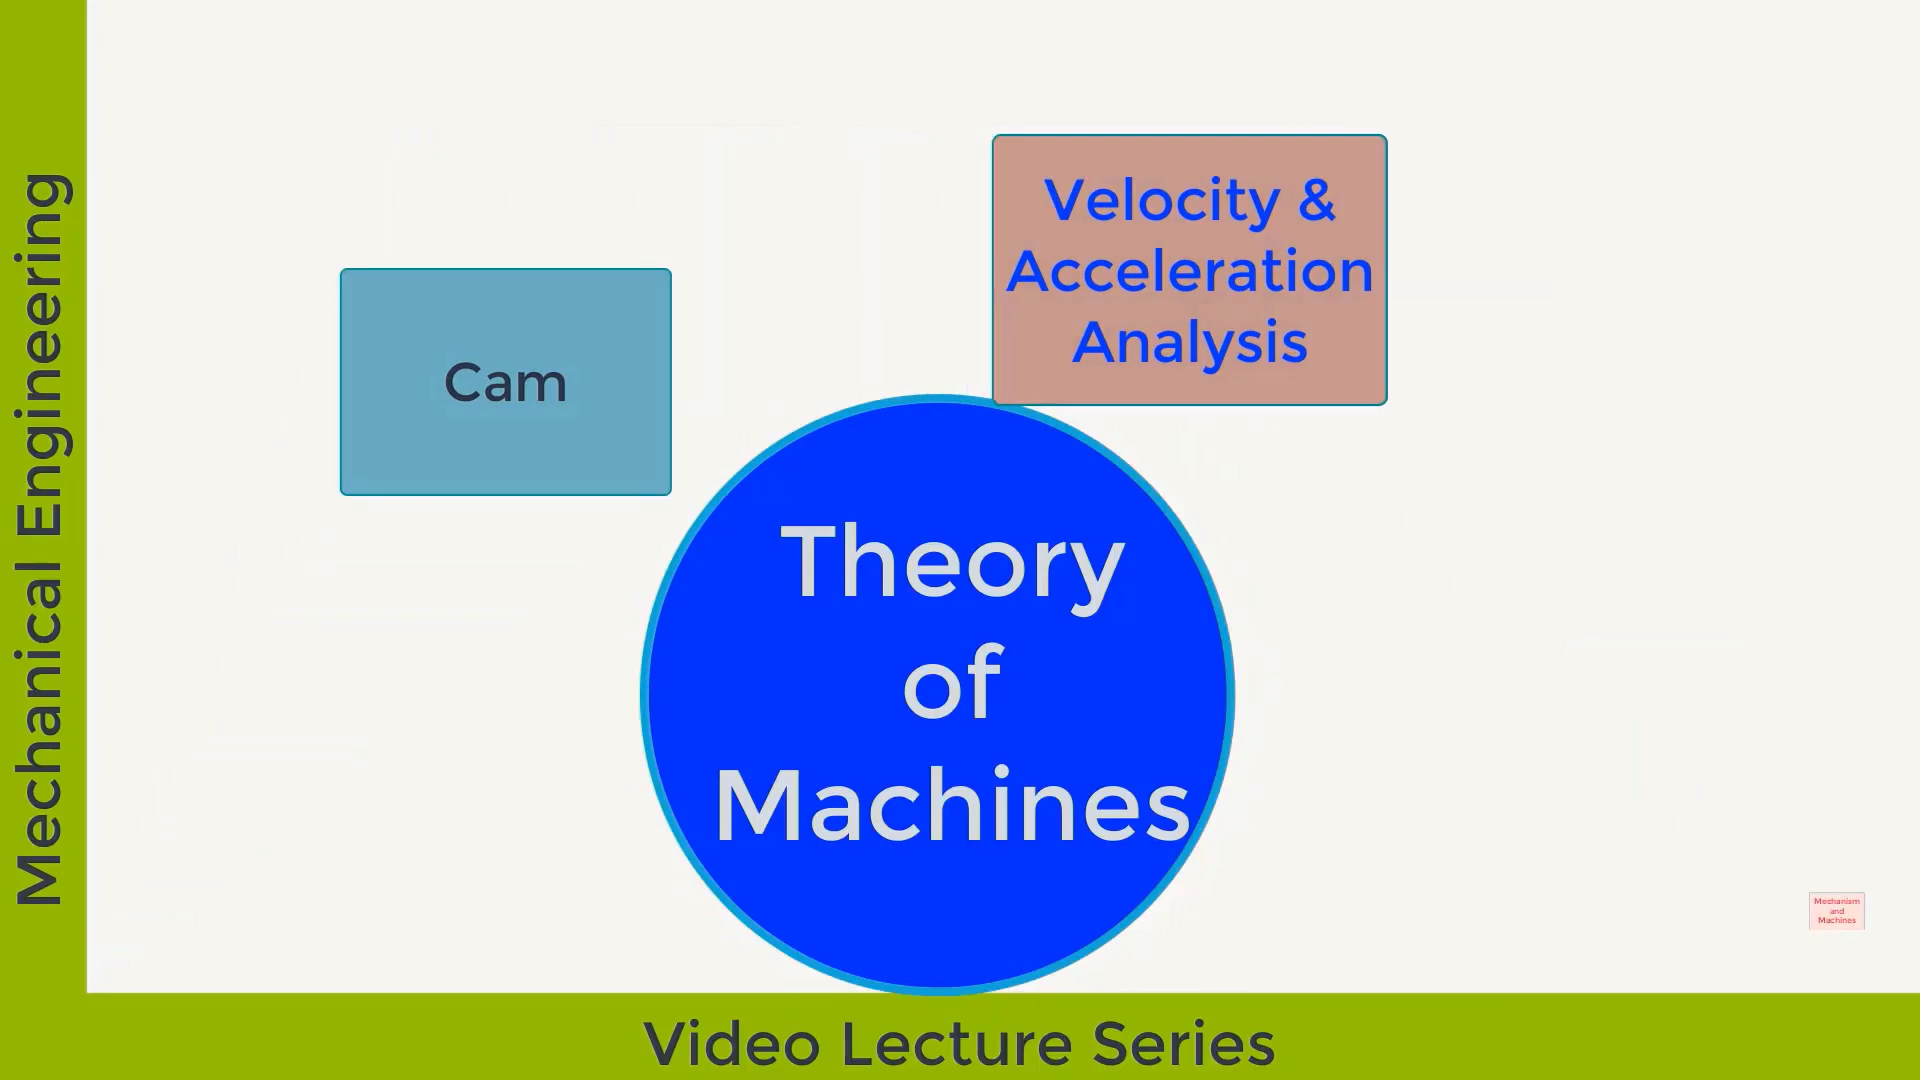 Mechanical Engineering
Velocity &
Acceleration
Analysis
Cam
Theory
of
Machines
Mechanism
and
Machines
Video Lecture Series